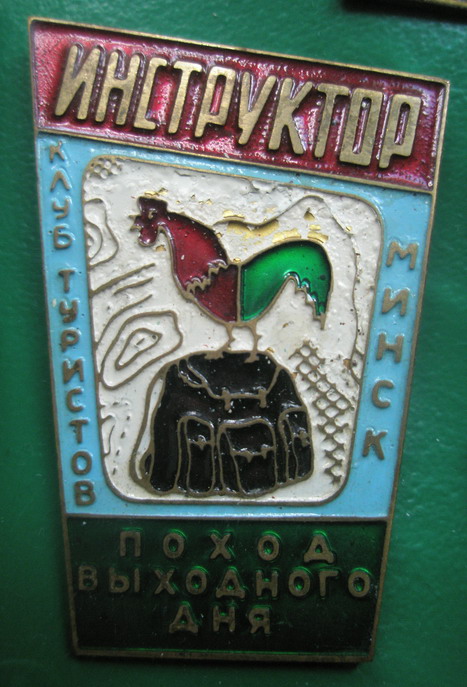 ИНСТРУКТОР
КЛУБ ТУРИСТОВ
МИНСК
ПОХОД
ВЫХОДНОГО
ДНЯ